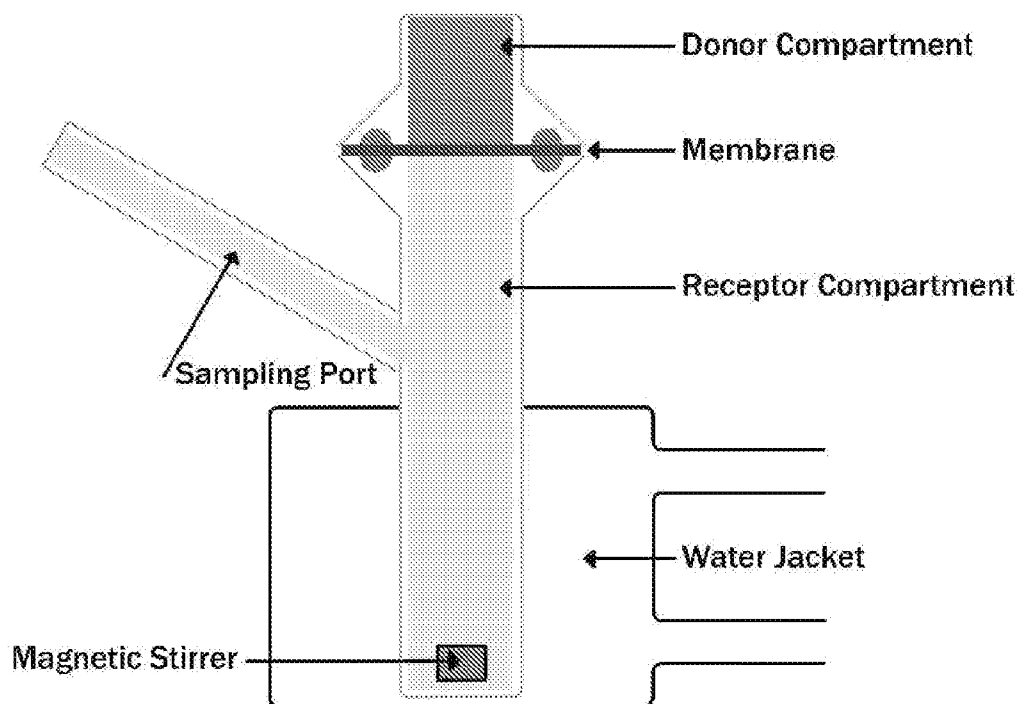 Donor Compartment
Membrane
Receptor Compartment
Sampling Port
Water Jacket
Magnetic Stirrer